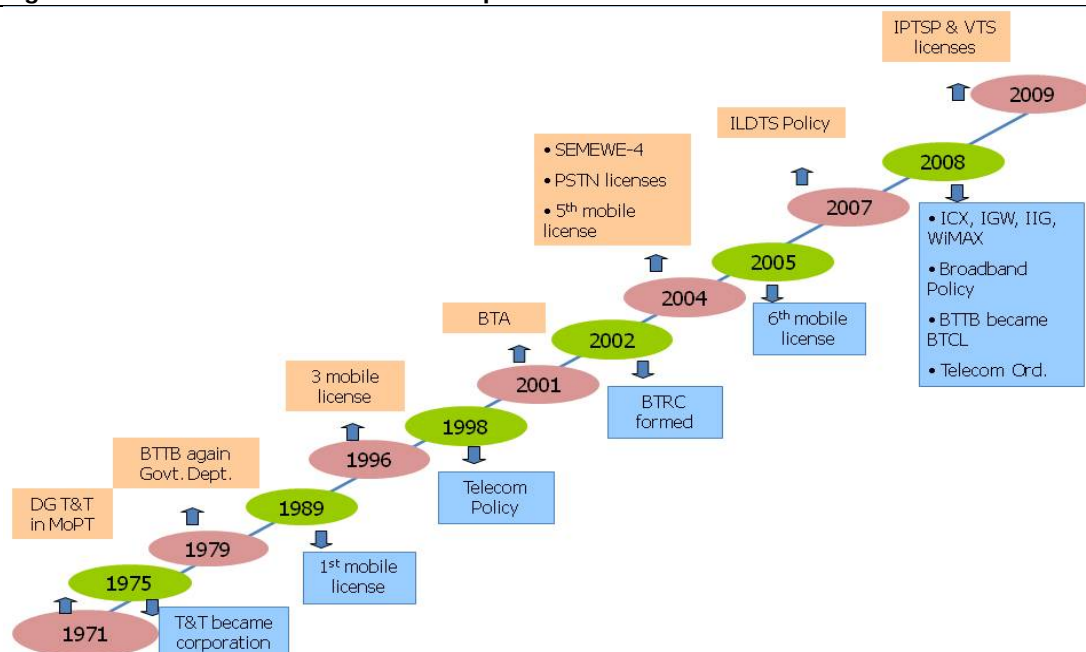 IPTSP & VTS
licenses
2009
ILDTS Policy
• SEMEWE-4
• PSTN licenses
• 5th mobile
license
2008
2007
• ICX, IGW, IIG,
WiMAX
• Broadband
Policy
• BTTB became
BTCL
• Telecom Ord.
2005
2004
6th mobile
license
BTA
2002
2001
BTRC
formed
3 mobile
license
1998
1996
Telecom
Policy
BTTB again
Govt. Dept.
1989
1979
1st mobile
license
DG T&T
in MoPT
1975
1971
T&T became
corporation